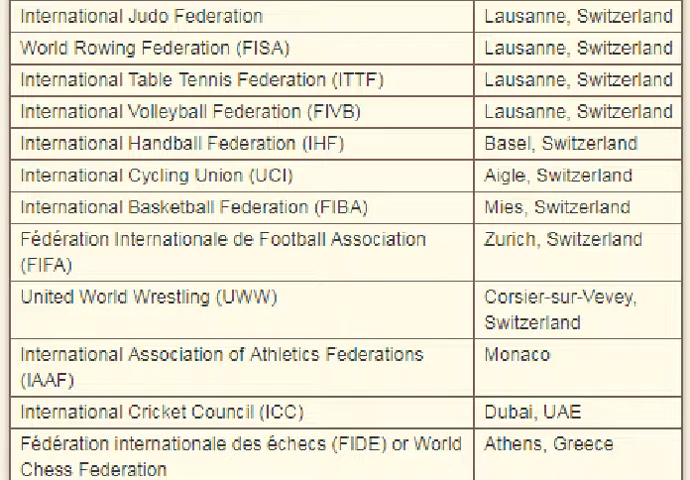 International Judo Federation Lausanne, Switzerland
World Rowing Federation (FISA) Lausanne, Switzerland
International Table Tennis Federation (ITTF) Lausanne, Switzerland
International Volleyball Federation (FIVB) Lausanne, Switzerland
International Handball Federation (IHF) Basel, Switzerland
International Cycling Union (UCI) Aigle, Switzerland
International Basketball Federation (FIBA) Mies, Switzerland
Fédération Internationale de Football Association Zurich, Switzerland
(FIFA)
United World Wrestling (UWW) Corsier-sur-Vevey,
Switzerland
International Association of Athletics Federations Monaco
(IAAF)
International Cricket Council (ICC) Dubai, UAE
Fédération internationale des échecs (FIDE) or World Athens, Greece
Chess Federation